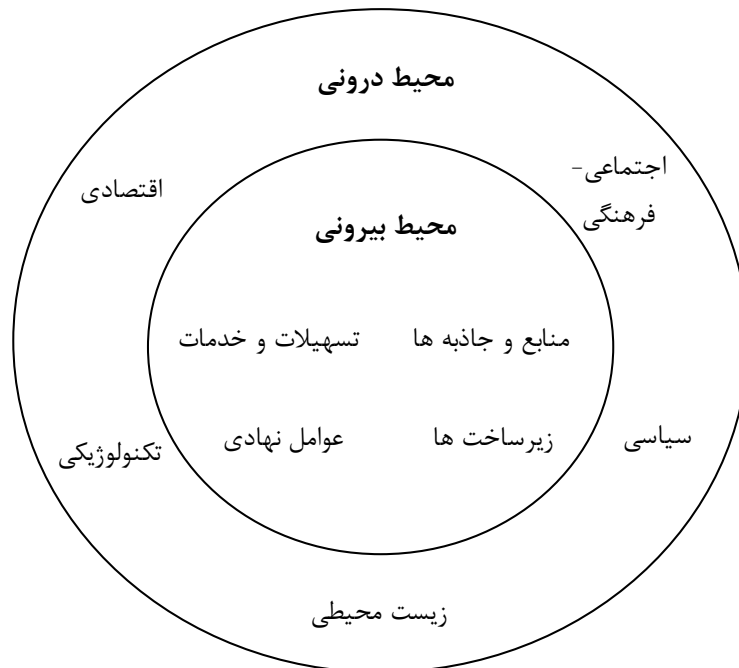 محیط درونی
اجتماعی-
فرهنگی
اقتصادی
محیط بیرونی
منابع و جاذبه ها
تسهیلات و خدمات
سیاسی
زیرساخت ها
عوامل نهادی
تکنولوژیکی
زیست محیطی